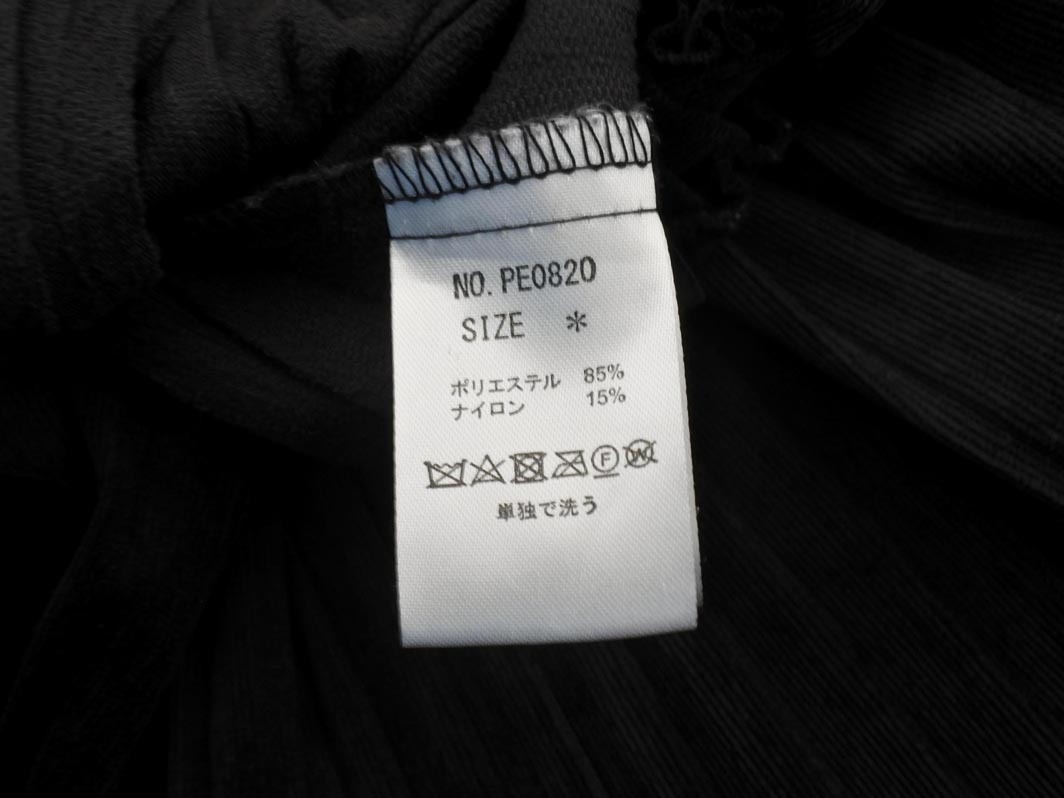 NO. PE0820
SIZE *
ポリエステル 85%
ナイロン 15%
F W
単独で洗う